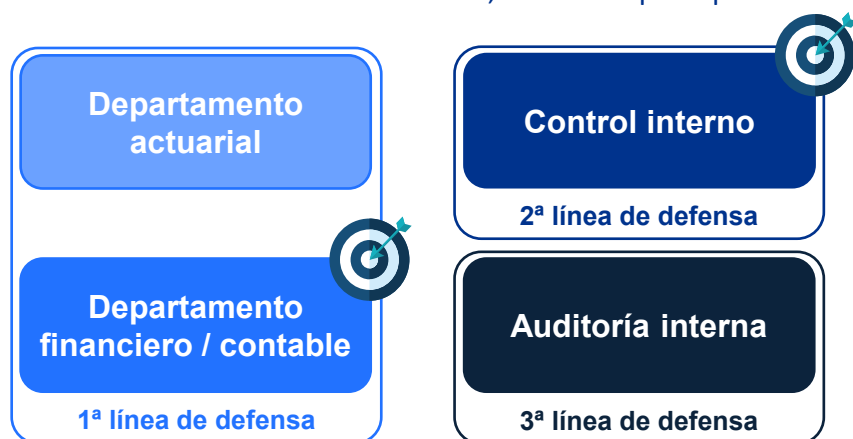 Departamento
actuarial
Departamento
financiero / contable
1ª línea de defensa
Control interno
2ª línea de defensa
Auditoría interna
3ª línea de defensa